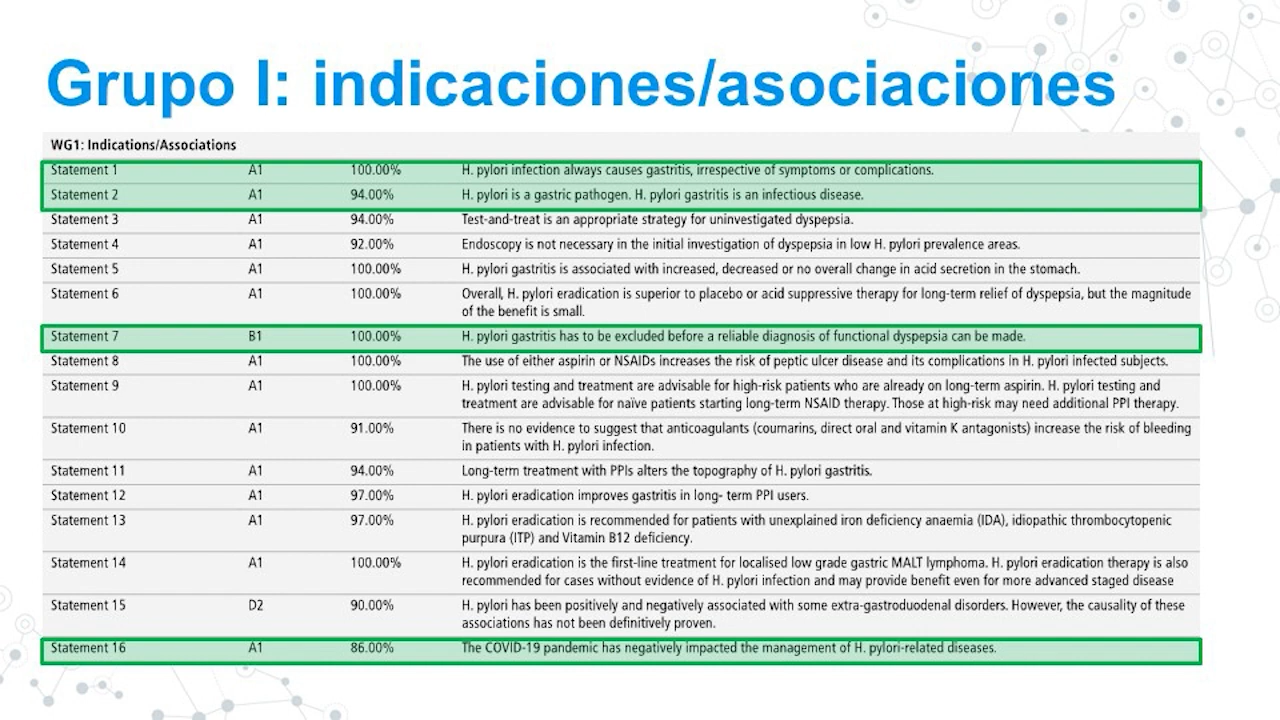 Grupo I: indicaciones/asociaciones
WG1: Indications/Associations
Statement 1 A1 100.00% H. pylori infection always causes gastritis, irrespective of symptoms or complications.
Statement 2 A1 94.00% H. pylori is a gastric pathogen. H. pylori gastritis is an infectious disease.
Statement 3 A1 94.00% Test-and-treat is an appropriate strategy for uninvestigated dyspepsia.
Statement 4 A1 92.00% Endoscopy is not necessary in the initial investigation of dyspepsia in low H. pylori prevalence areas.
Statement 5 A1 100.00% H. pylori gastritis is associated with increased, decreased or no overall change in acid secretion in the stomach.
Statement 6 A1 100.00% Overall, H. pylori eradication is superior to placebo or acid suppressive therapy for long-term relief of dyspepsia, but the magnitude
of the benefit is small.
Statement 7 B1 100.00% H. pylori gastritis has to be excluded before a reliable diagnosis of functional dyspepsia can be made.
Statement 8 A1 100.00% The use of either aspirin or NSAIDs increases the risk of peptic ulcer disease and its complications in H. pylori infected subjects.
Statement 9 A1 100.00% H. pylori testing and treatment are advisable for high-risk patients who are already on long-term aspirin. H. pylori testing and
treatment are advisable for naïve patients starting long-term NSAID therapy. Those at high-risk may need additional PPI therapy.
Statement 10 A1 91.00% There is no evidence to suggest that anticoagulants (coumarins, direct oral and vitamin K antagonists) increase the risk of bleeding
in patients with H. pylori infection.
Statement 11 A1 94.00% Long-term treatment with PPIs alters the topography of H. pylori gastritis.
Statement 12 A1 97.00% H. pylori eradication improves gastritis in long- term PPI users.
Statement 13 A1 97.00% H. pylori eradication is recommended for patients with unexplained iron deficiency anaemia (IDA), idiopathic thrombocytopenic
purpura (ITP) and Vitamin B12 deficiency.
Statement 14 A1 100.00% H. pylori eradication is the first-line treatment for localised low grade gastric MALT lymphoma. H. pylori eradication therapy is also
recommended for cases without evidence of H. pylori infection and may provide benefit even for more advanced staged disease
Statement 15 D2 90.00% H. pylori has been positively and negatively associated with some extra-gastroduodenal disorders. However, the causality of these
associations has not been definitively proven.
Statement 16 A1 86.00% The COVID-19 pandemic has negatively impacted the management of H. pylori-related diseases.